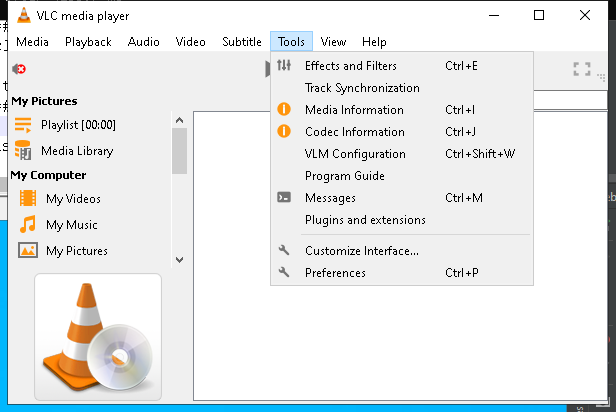 VLC media player
Media Playback Audio Video Subtitle Tools View Help
Effects and Filters Ctrl+E
Track Synchronization
Media Information Ctrl+I
Codec Information Ctrl+J
VLM Configuration Ctrl+Shift+W
Program Guide
Messages Ctrl+M
Plugins and extensions
Customize Interface...
Preferences Ctrl+P
My Pictures
Playlist [00:00]
Media Library
My Computer
My Videos
My Music
My Pictures